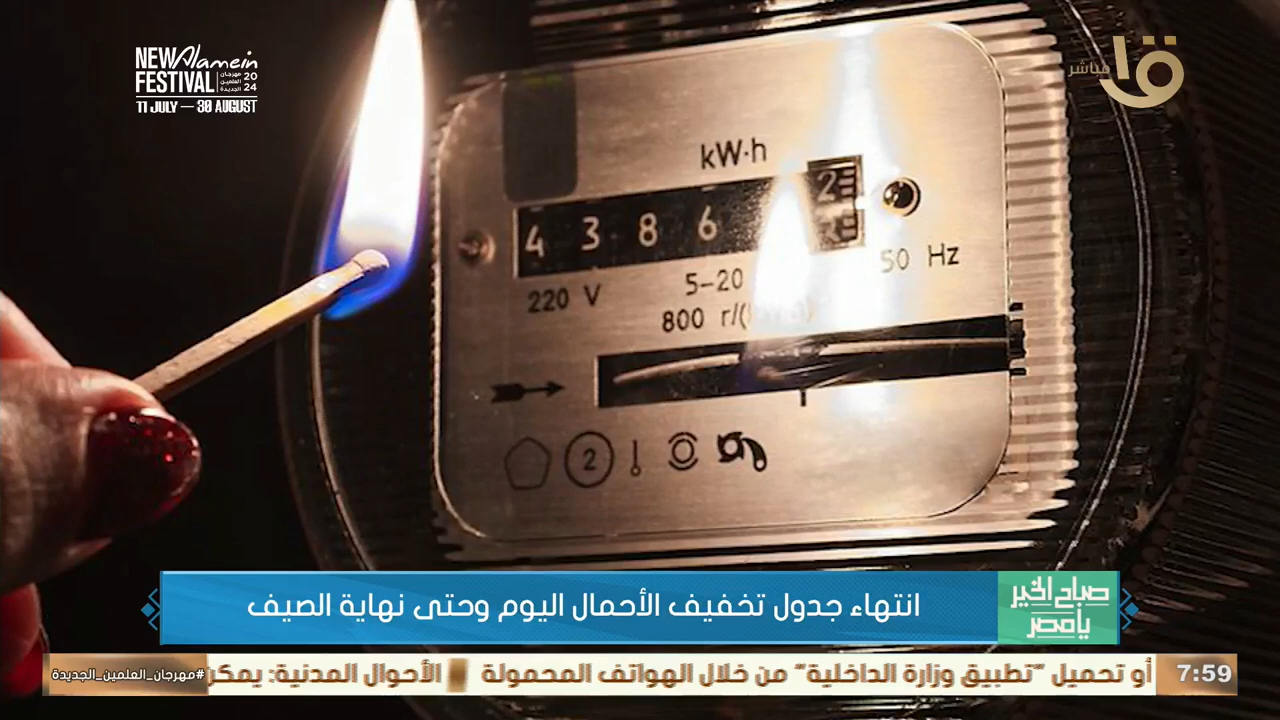 NEW Alamein
FESTIVAL
مهرجان
العلمين
الجديدة
20
24
11 JULY — 30 AUGUST
مباشر
kW·h
4 3 8 6
2
220 V
5-20
50 Hz
800 r/(
2
انتهاء جدول تخفيف الأحمال اليوم وحتى نهاية الصيف
صباح الخير
يا مصر
7:59
أو تحميل "تطبيق وزارة الداخلية" من خلال الهواتف المحمولة
الأحوال المدنية: يمكن
#مهرجان_العلمين_الجديدة